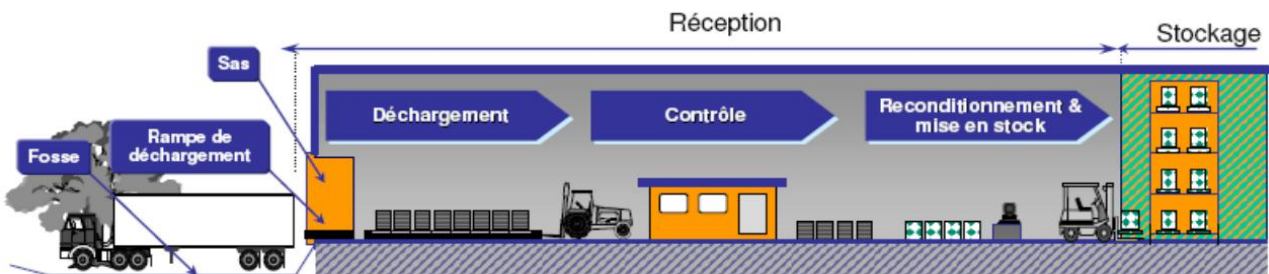 Réception
Stockage
Sas
Déchargement
Contrôle
Reconditionnement &
mise en stock
Rampe de
déchargement
Fosse